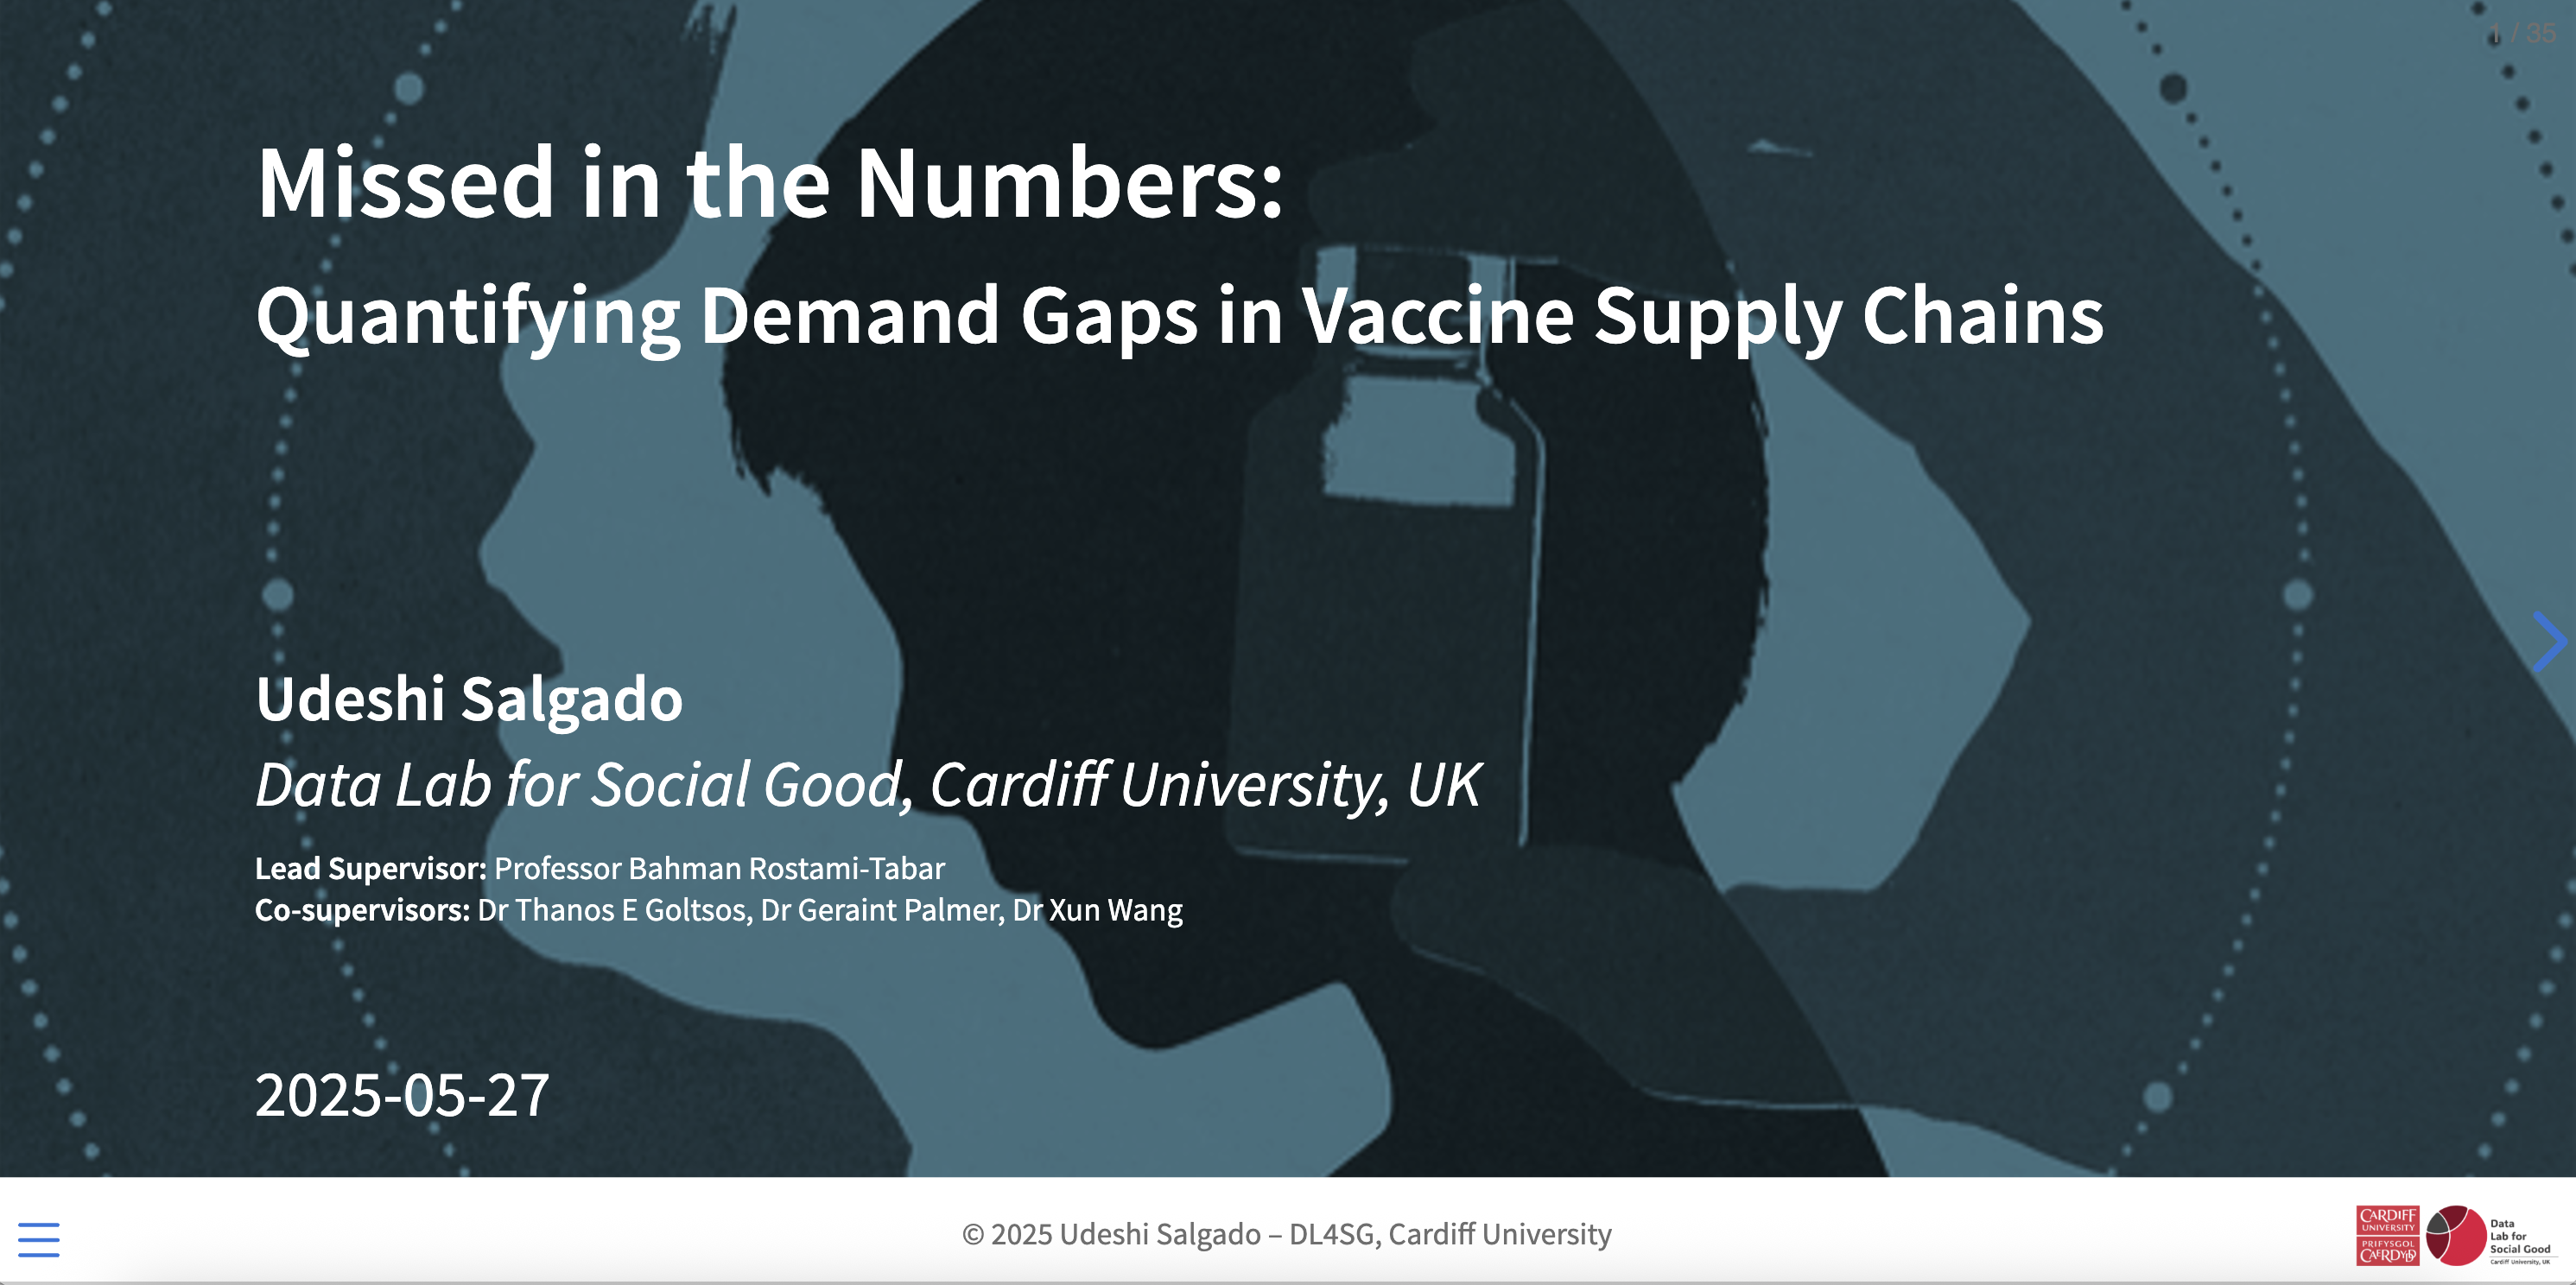 1 / 35
Missed in the Numbers:
Quantifying Demand Gaps in Vaccine Supply Chains
Udeshi Salgado
Data Lab for Social Good, Cardiff University, UK
Lead Supervisor: Professor Bahman Rostami-Tabar
Co-supervisors: Dr Thanos E Goltsos, Dr Geraint Palmer, Dr Xun Wang
2025-05-27
© 2025 Udeshi Salgado – DL4SG, Cardiff University
CARDIFF
UNIVERSITY
PRIFYSGOL
CAERDYDD
Data
Lab for
Social Good
Cardiff University, UK